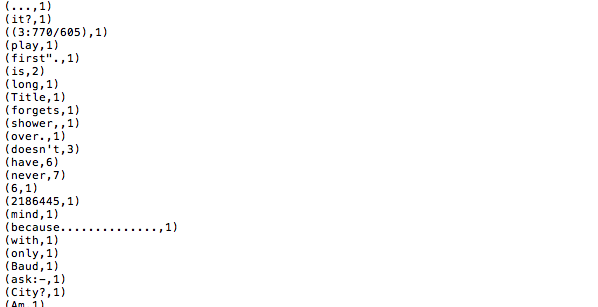 (...,1)
(it?,1)
((3:770/605),1)
(play,1)
(first".,1)
(is,2)
(long,1)
(Title,1)
(forgets,1)
(shower,,1)
(over.,1)
(doesn't,3)
(have,6)
(never,7)
(6,1)
(2186445,1)
(mind,1)
(because..............,1)
(with,1)
(only,1)
(Baud,1)
(ask:-,1)
(City?,1)
(Am,1)